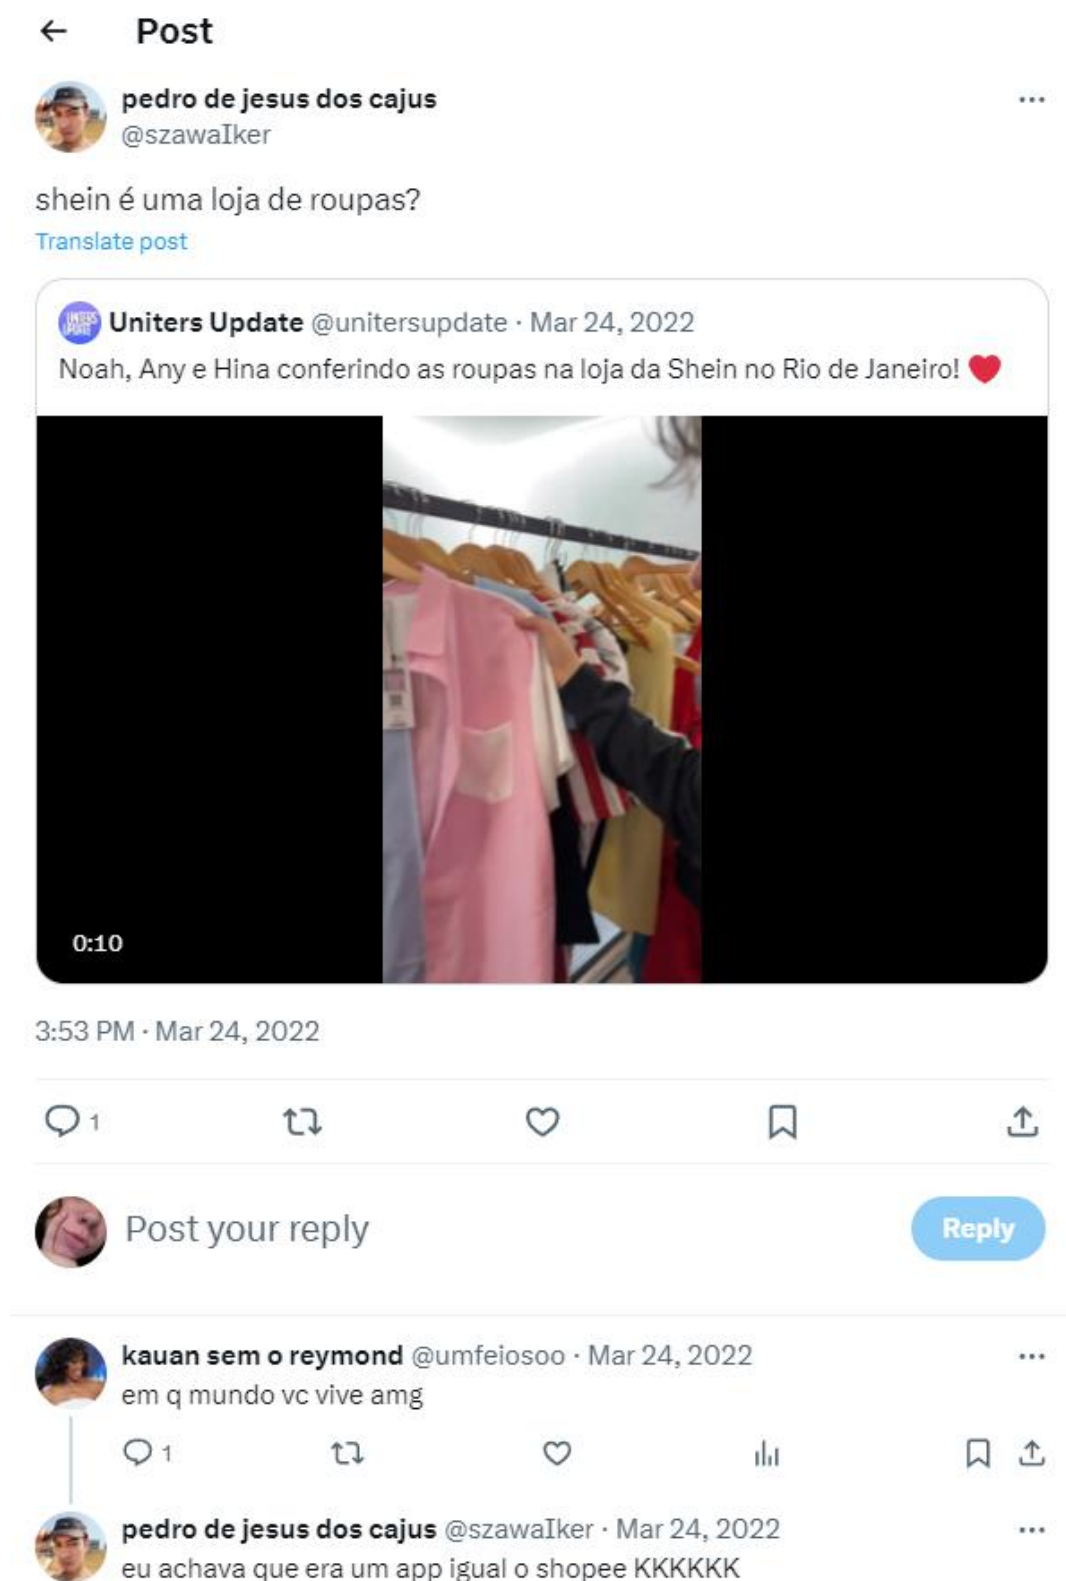 Post
pedro de jesus dos cajus
@szawaIker
shein é uma loja de roupas?
Translate post
Uniters Update @unitersupdate · Mar 24, 2022
Noah, Any e Hina conferindo as roupas na loja da Shein no Rio de Janeiro! ❤️
0:10
3:53 PM · Mar 24, 2022
1
Post your reply
Reply
kauan sem o reymond @umfeiosoo · Mar 24, 2022
em q mundo vc vive amg
1
pedro de jesus dos cajus @szawaIker · Mar 24, 2022
eu achava que era um app igual o shopee KKKKKK